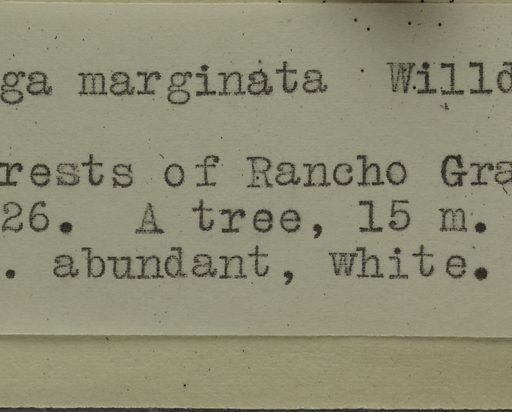 ga marginata Willd
rests of Rancho Gra
26. A tree, 15 m.
. abundant, white.